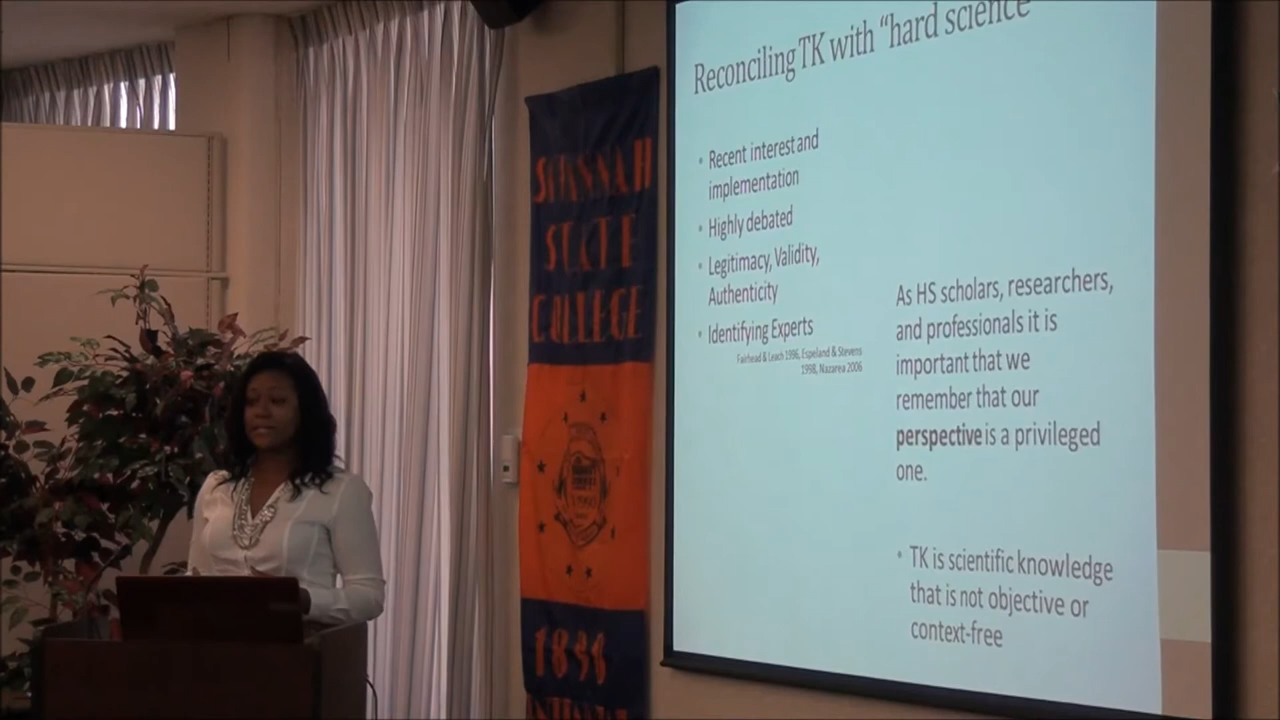 Reconciling TK with “hard science”
• Recent interest and
implementation
• Highly debated
• Legitimacy, Validity,
Authenticity
• Identifying Experts
Fairhead & Leach 1996, Espeland & Stevens
1998, Nazarea 2006
As HS scholars, researchers,
and professionals it is
important that we
remember that our
perspective is a privileged
one.
• TK is scientific knowledge
that is not objective or
context-free
SAVANNAH
STATE
COLLEGE